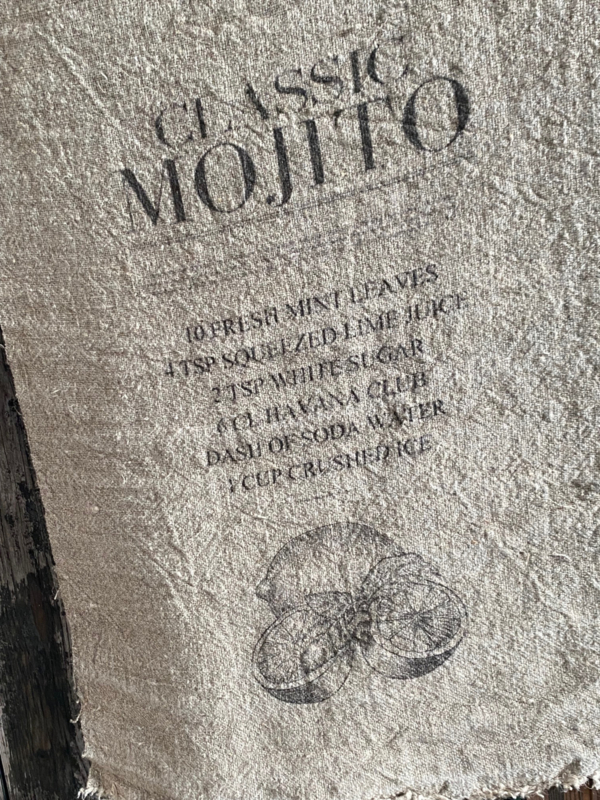 CLASSIC
MOJITO
10 FRESH MINT LEAVES
4 TSP SQUEEZED LIME JUICE
2 TSP WHITE SUGAR
6 CL HAVANA CLUB
DASH OF SODA WATER
1 CUP CRUSHED ICE